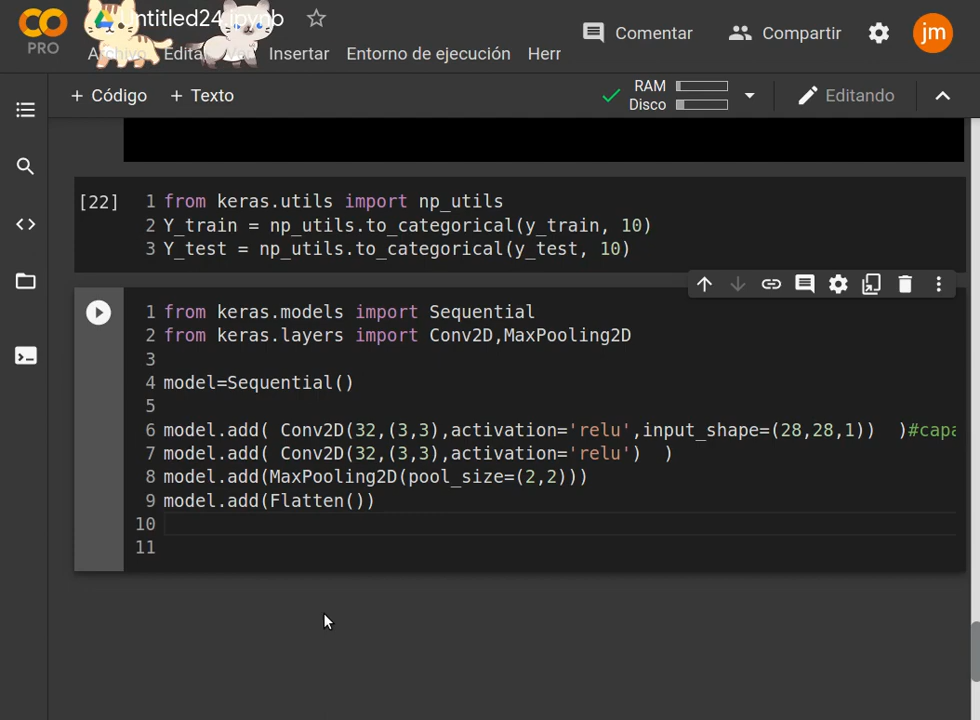 Untitled24.ipynb
PRO
Insertar Entorno de ejecución Herr
Comentar
Compartir
jm
+ Código + Texto
RAM
Disco
Editando
[22]
1 from keras.utils import np_utils
2 Y_train = np_utils.to_categorical(y_train, 10)
3 Y_test = np_utils.to_categorical(y_test, 10)
1 from keras.models import Sequential
2 from keras.layers import Conv2D,MaxPooling2D
3
4 model=Sequential()
5
6 model.add( Conv2D(32,(3,3),activation='relu',input_shape=(28,28,1))  )#capa
7 model.add( Conv2D(32,(3,3),activation='relu')  )
8 model.add(MaxPooling2D(pool_size=(2,2)))
9 model.add(Flatten())
10
11